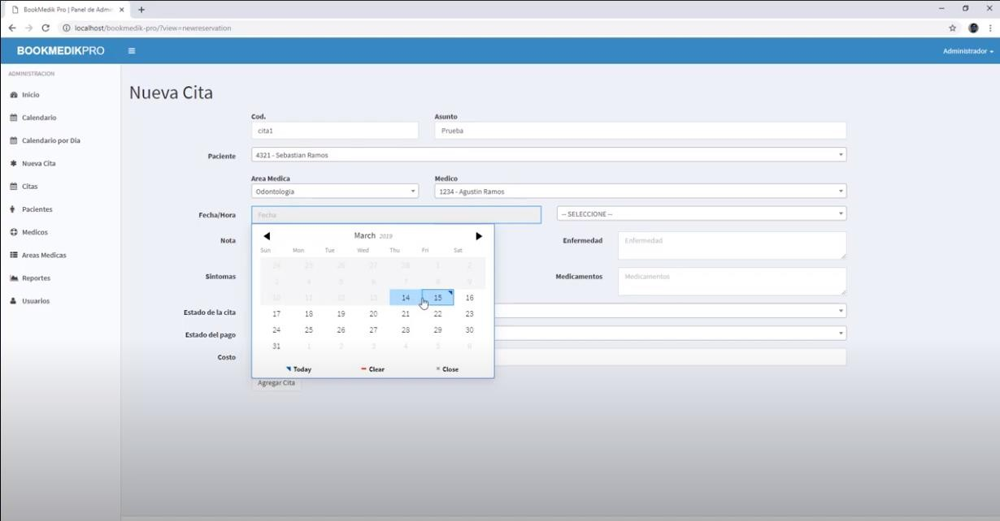 BookMedik Pro | Panel de Admi
localhost/bookmedik-pro/?view=newreservation
BOOKMEDIKPRO
Administrador
ADMINISTRACION
Inicio
Calendario
Calendario por Dia
Nueva Cita
Citas
Pacientes
Medicos
Areas Medicas
Reportes
Usuarios
Nueva Cita
Cod. Asunto
cita1 Prueba
Paciente 4321 - Sebastian Ramos
Area Medica Medico
Odontologia 1234 - Agustin Ramos
Fecha/Hora Fecha -- SELECCIONE --
March 2019
Sun Mon Tue Wed Thu Fri Sat
24 25 26 27 28 1 2
3 4 5 6 7 8 9
10 11 12 13 14 15 16
17 18 19 20 21 22 23
24 25 26 27 28 29 30
31 1 2 3 4 5 6
Today Clear Close
Nota Enfermedad Enfermedad
Sintomas Medicamentos Medicamentos
Estado de la cita
Estado del pago
Costo
Agregar Cita